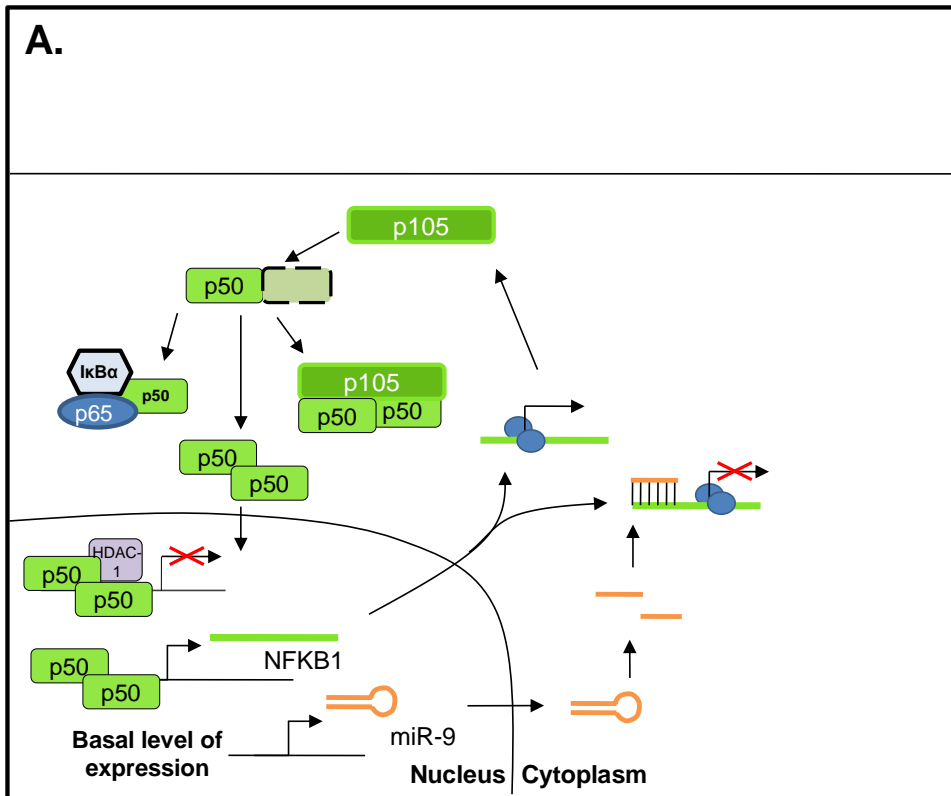 A.
p105
p50
IκBα
p50
p65
p105
p50
p50
p50
p50
HDAC-
1
p50
p50
NFKB1
p50
p50
miR-9
Basal level of
expression
Nucleus
Cytoplasm